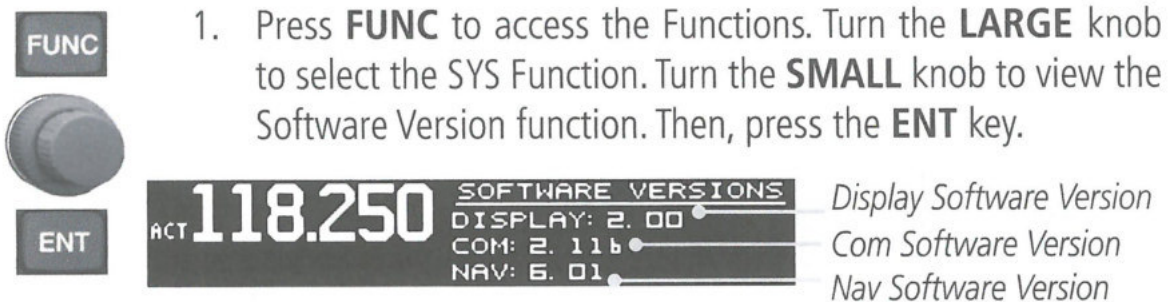 FUNC
ENT
1. Press FUNC to access the Functions. Turn the LARGE knob
to select the SYS Function. Turn the SMALL knob to view the
Software Version function. Then, press the ENT key.
ACT 118.250
SOFTWARE VERSIONS
DISPLAY: 2.00
COM: 2.11b
NAV: 6.01
Display Software Version
Com Software Version
Nav Software Version